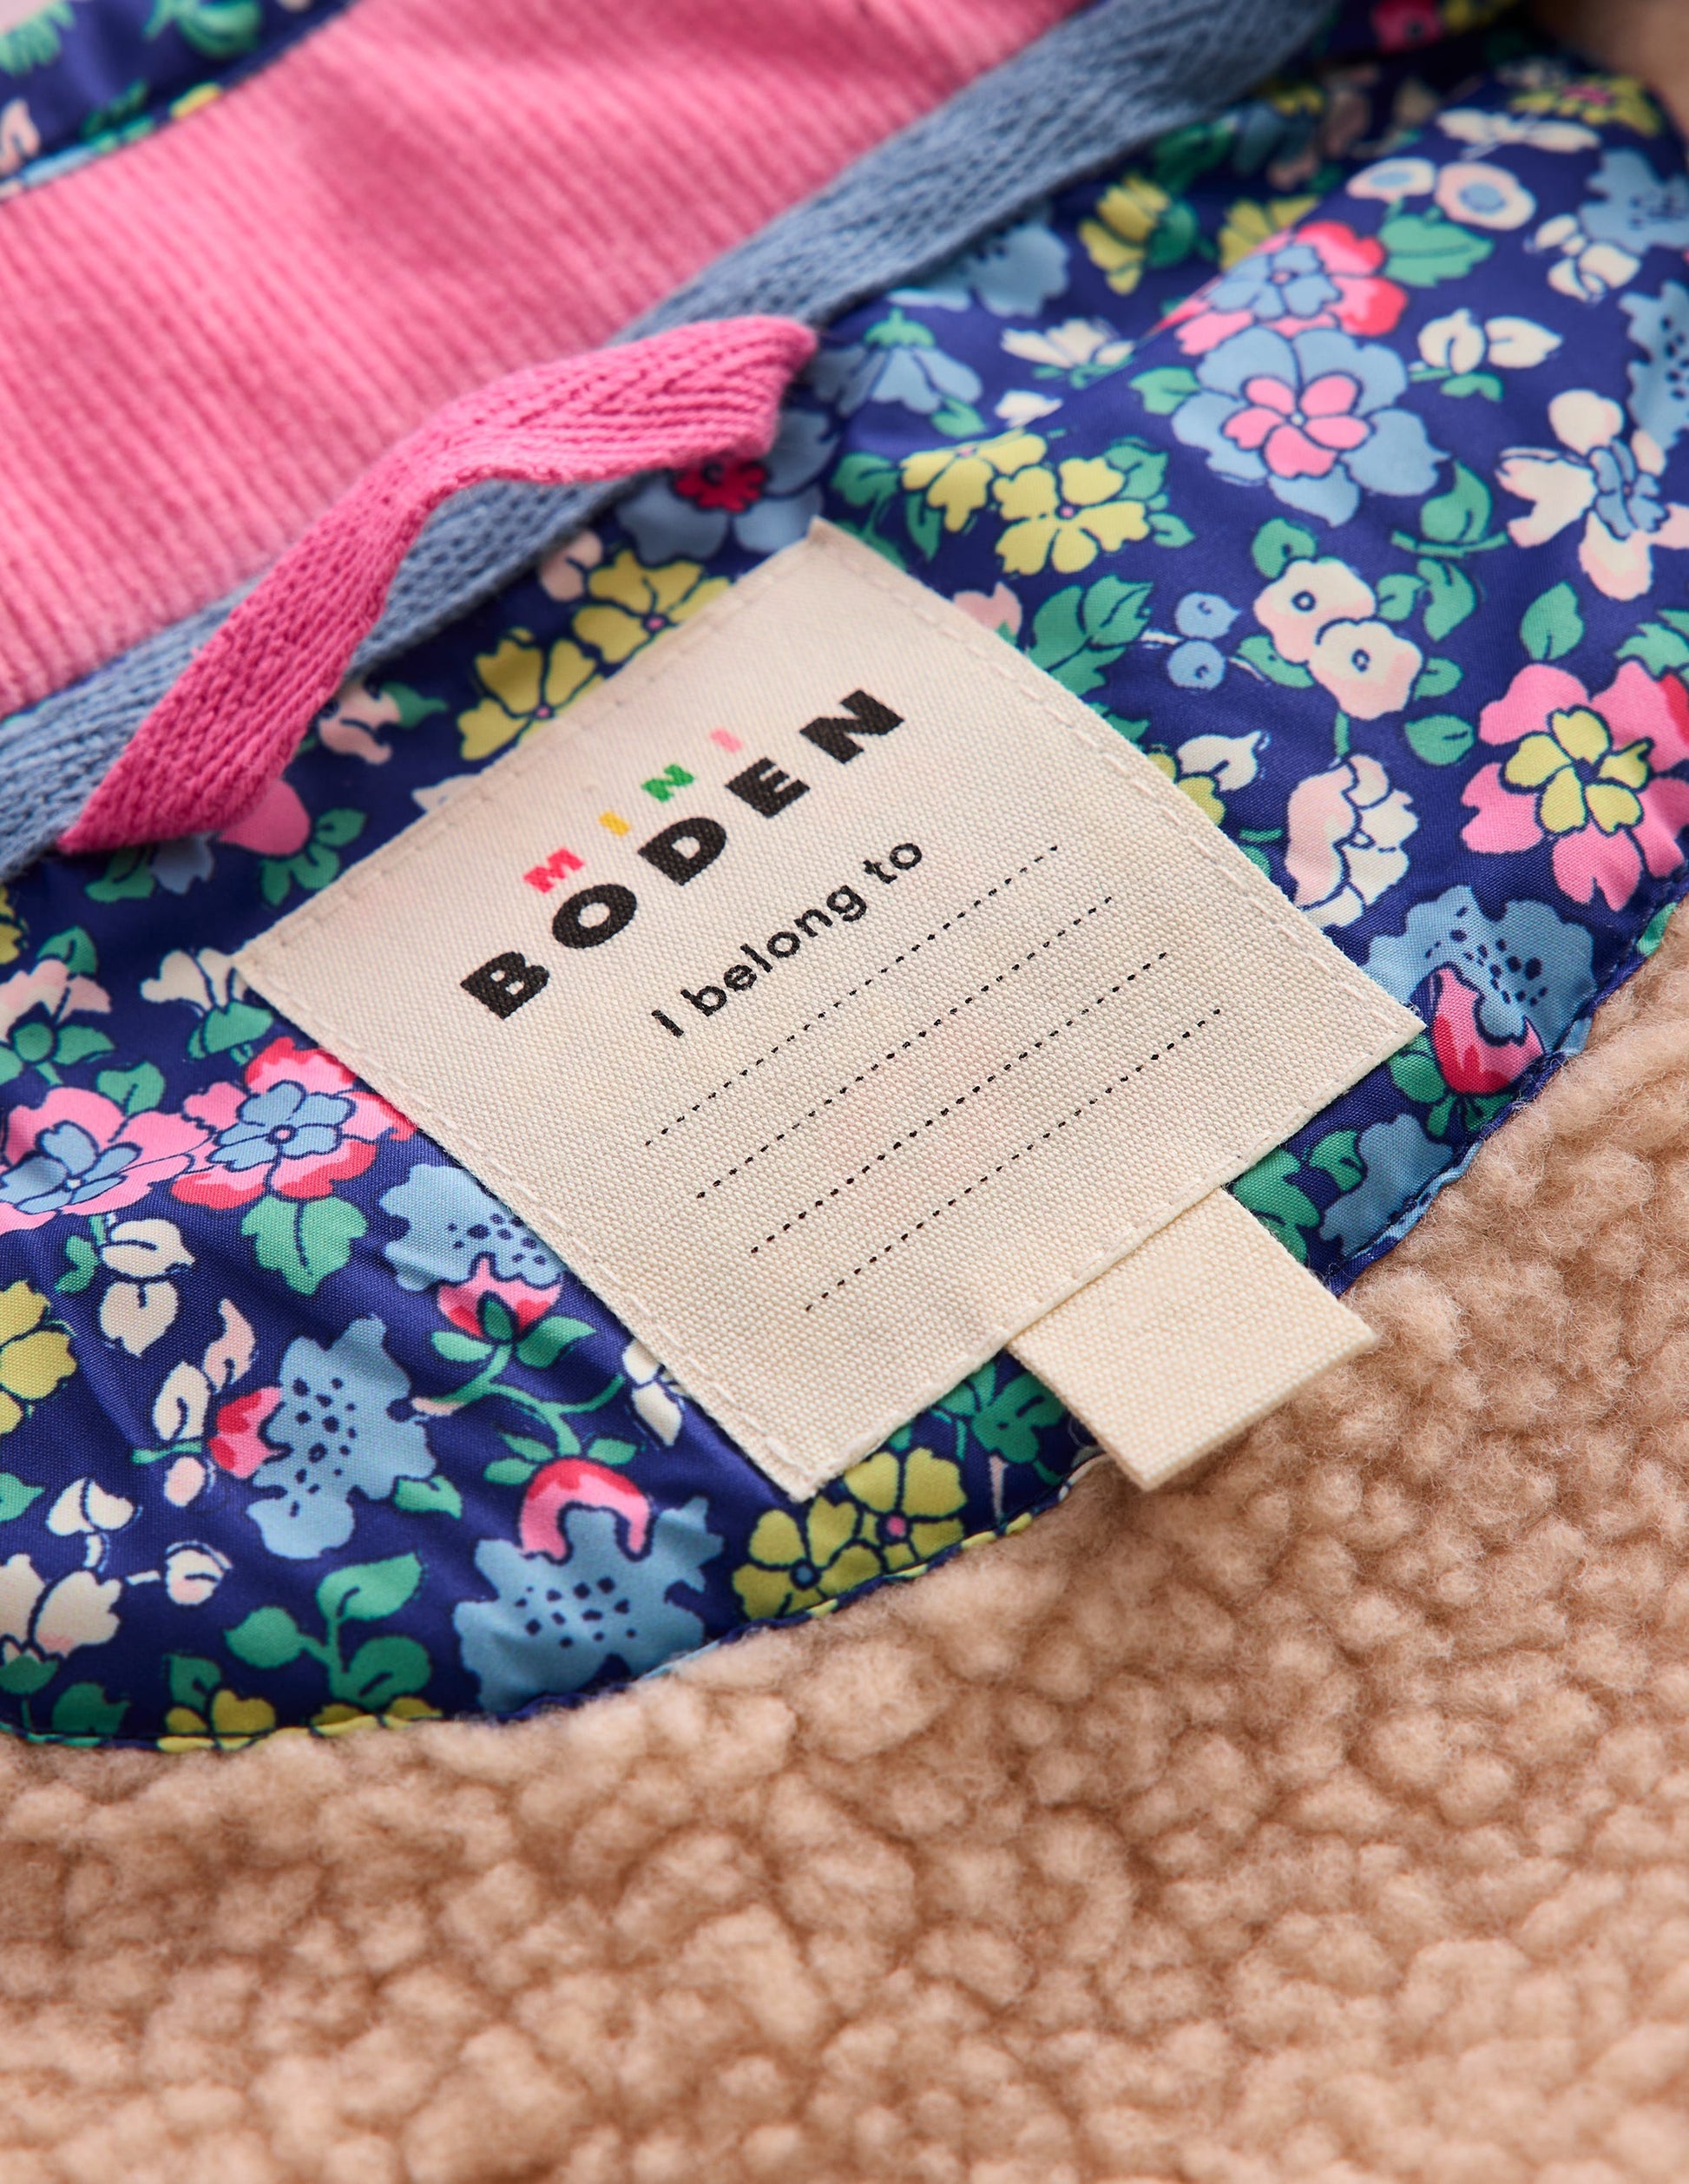 MINI
BODEN
I belong to